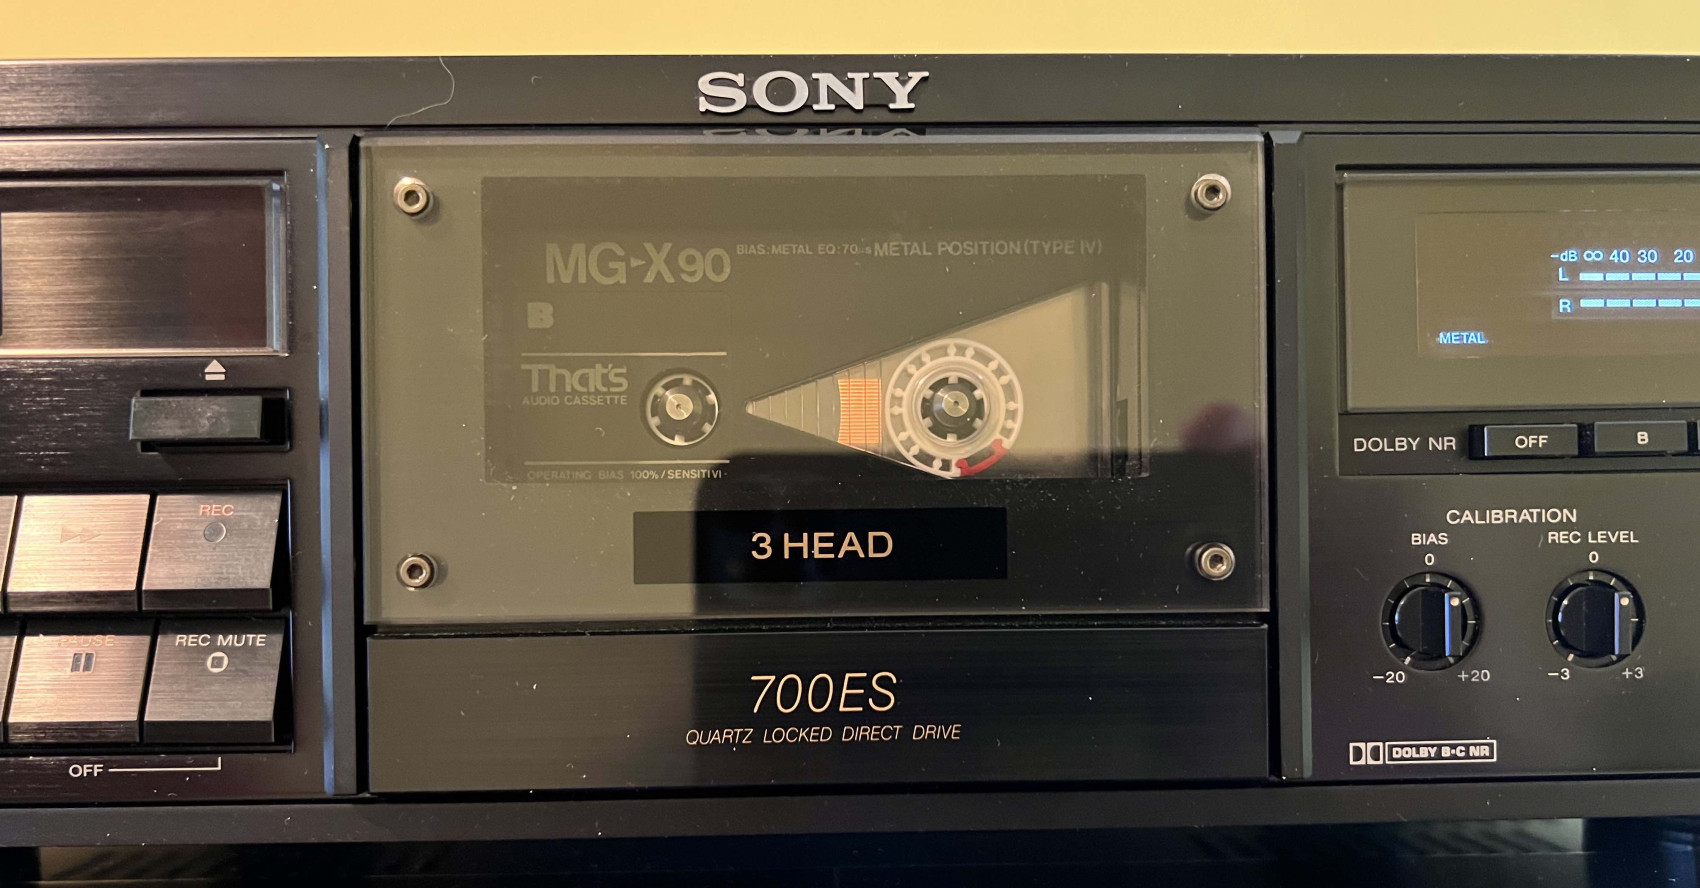 SONY
MG-X90
BIAS:METAL EQ:70μs METAL POSITION(TYPE IV)
B
That's
AUDIO CASSETTE
OPERATING BIAS 100%/SENSITIVI
3 HEAD
700ES
QUARTZ LOCKED DIRECT DRIVE
REC
PAUSE
REC MUTE
OFF
-dB ∞ 40 30 20
L
R
METAL
DOLBY NR OFF B
CALIBRATION
BIAS REC LEVEL
0 0
-20 +20 -3 +3
DOLBY B·C NR